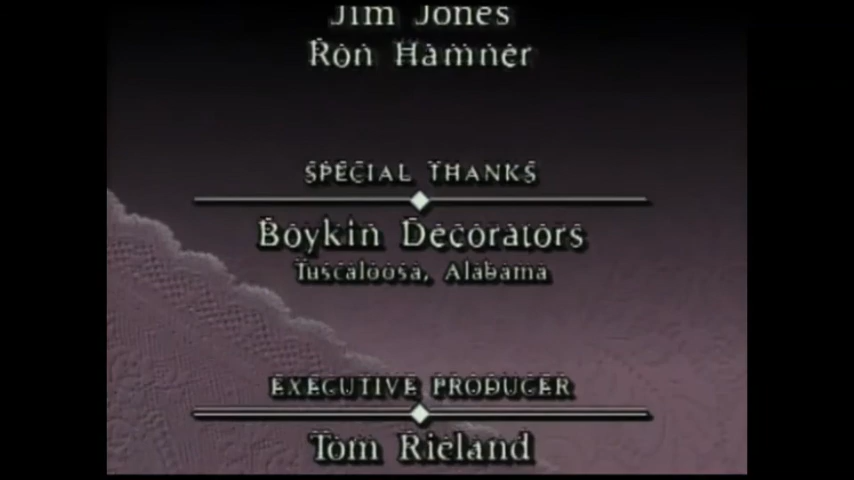 Jim Jones
Ron Hamner
SPECIAL THANKS
Boykin Decorators
Tuscaloosa, Alabama
EXECUTIVE PRODUCER
Tom Rieland